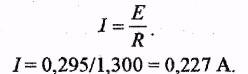 I = E/R.
I = 0,295/1,300 = 0,227 А.